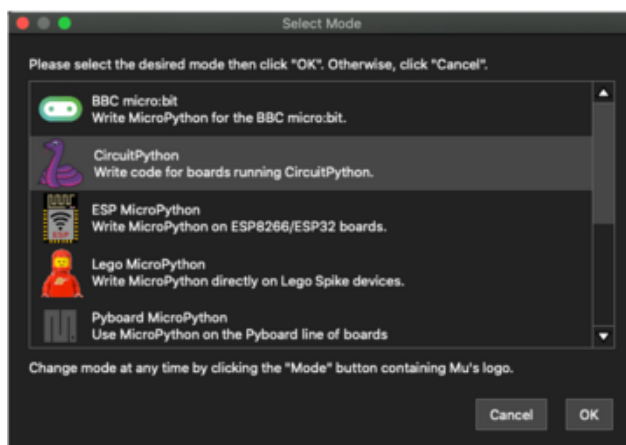 Select Mode
Please select the desired mode then click "OK". Otherwise, click "Cancel".
BBC micro:bit
Write MicroPython for the BBC micro:bit.
CircuitPython
Write code for boards running CircuitPython.
ESP MicroPython
Write MicroPython on ESP8266/ESP32 boards.
Lego MicroPython
Write MicroPython directly on Lego Spike devices.
Pyboard MicroPython
Use MicroPython on the Pyboard line of boards
Change mode at any time by clicking the "Mode" button containing Mu's logo.
Cancel OK